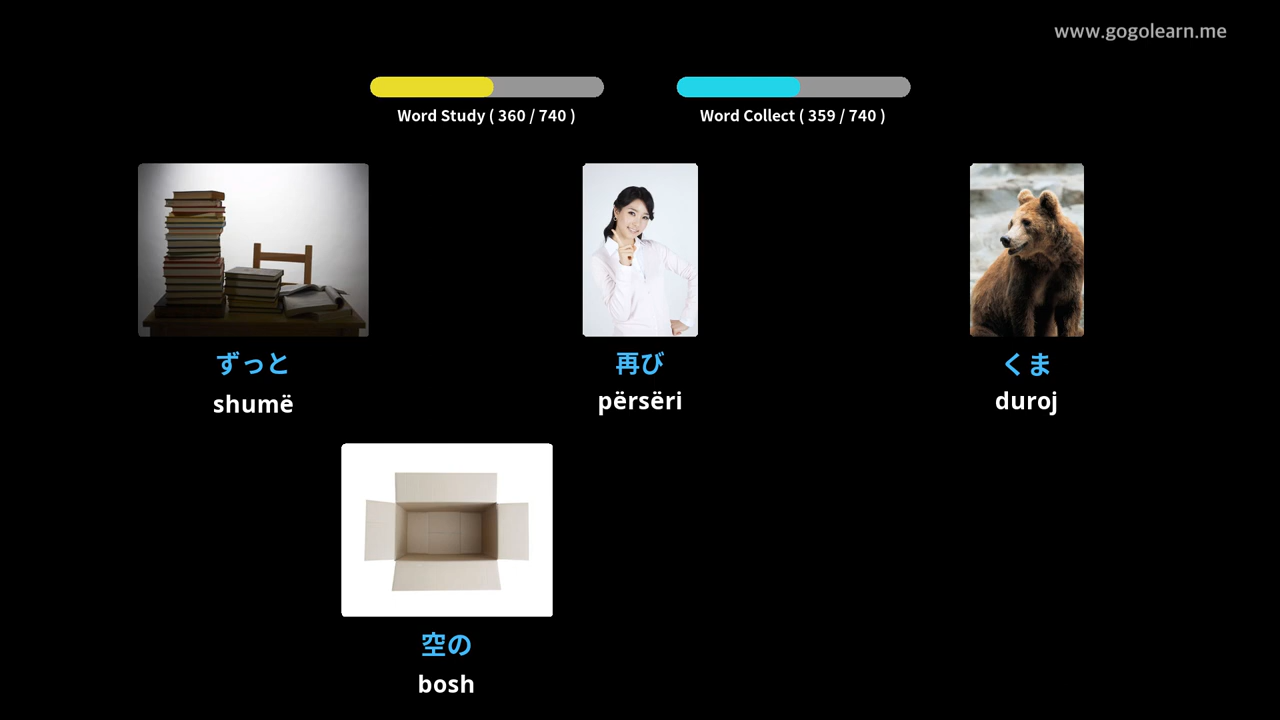 www.gogolearn.me
Word Study ( 360 / 740 )
Word Collect ( 359 / 740 )
ずっと
shumë
再び
përsëri
くま
duroj
空の
bosh